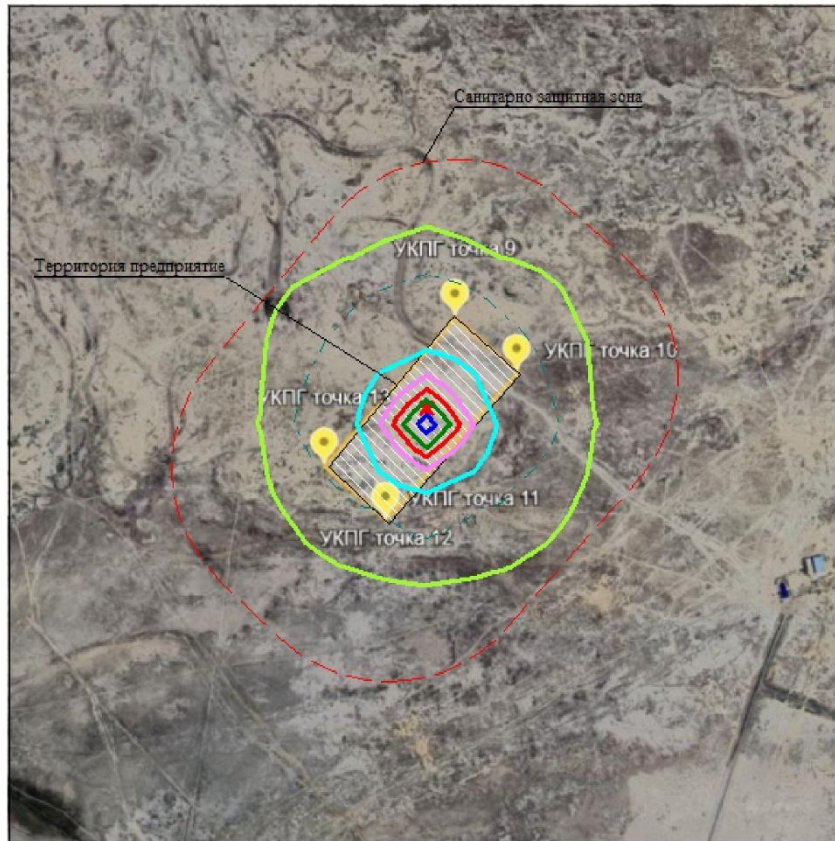 Санитарно защитная зона
УКПГ точка 9
Территория предприятие
УКПГ точка 10
УКПГ точка 13
УКПГ точка 11
УКПГ точка 12